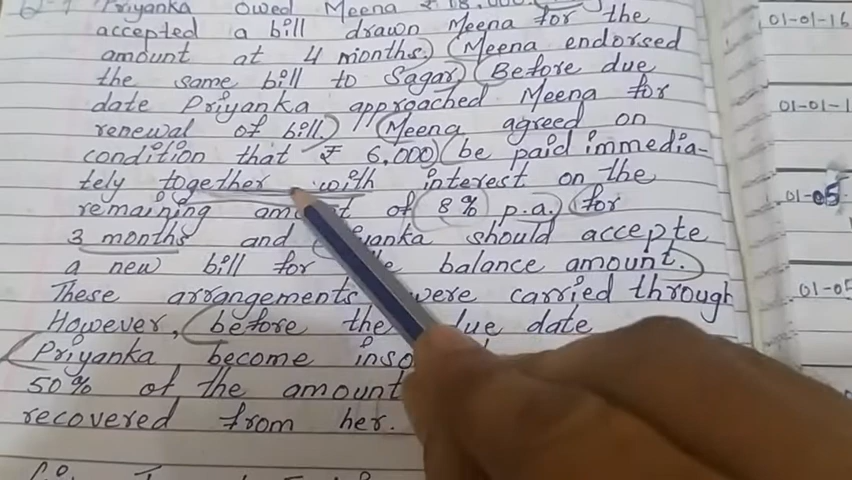 Priyanka owed Meena ₹ 18,000.
accepted a bill drawn Meena for the
amount at 4 months.) (Meena endorsed
the same bill to Sagar) (Before due
date Priyanka approached Meena for
renewal of bill.) (Meena agreed on
condition that ₹ 6,000) (be paid immedia-
tely together with interest on the
remaining of (8% p.a.) (for
3 months and should accepte
a new bill for balance amount.)
These arrangements were carried through
However, (before the due date
(Priyanka become
50% of the amount
recovered from her.
01-01-16
01-01-1
01-05
01-05